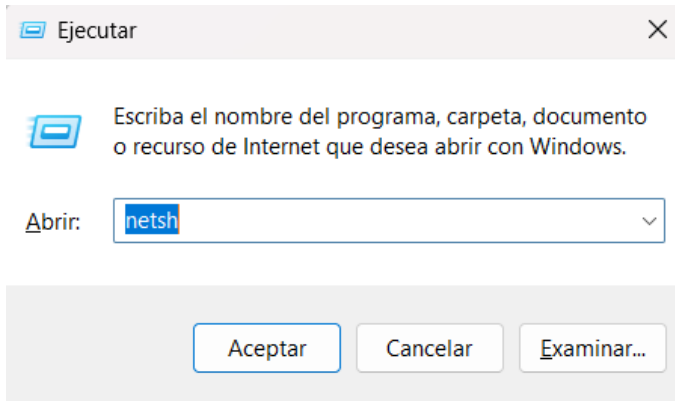 Ejecutar
Escriba el nombre del programa, carpeta, documento
o recurso de Internet que desea abrir con Windows.
Abrir: netsh
Aceptar Cancelar Examinar...